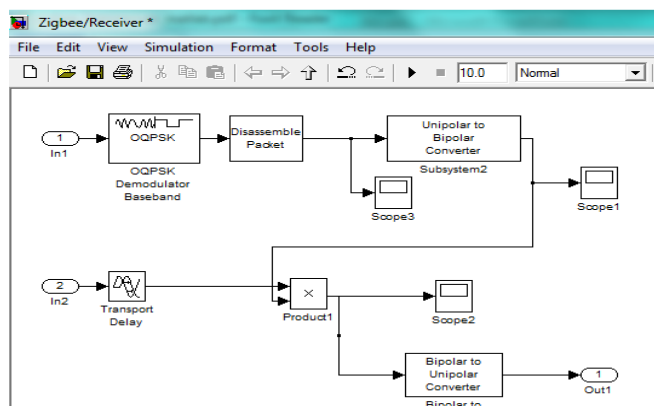 Zigbee/Receiver *
File Edit View Simulation Format Tools Help
10.0 Normal
1
In1
OQPSK
OQPSK
Demodulator
Baseband
Disassemble
Packet
Unipolar to
Bipolar
Converter
Subsystem2
Scope3
Scope1
2
In2
Transport
Delay
×
Product1
Scope2
Bipolar to
Unipolar
Converter
Bipolar to
1
Out1